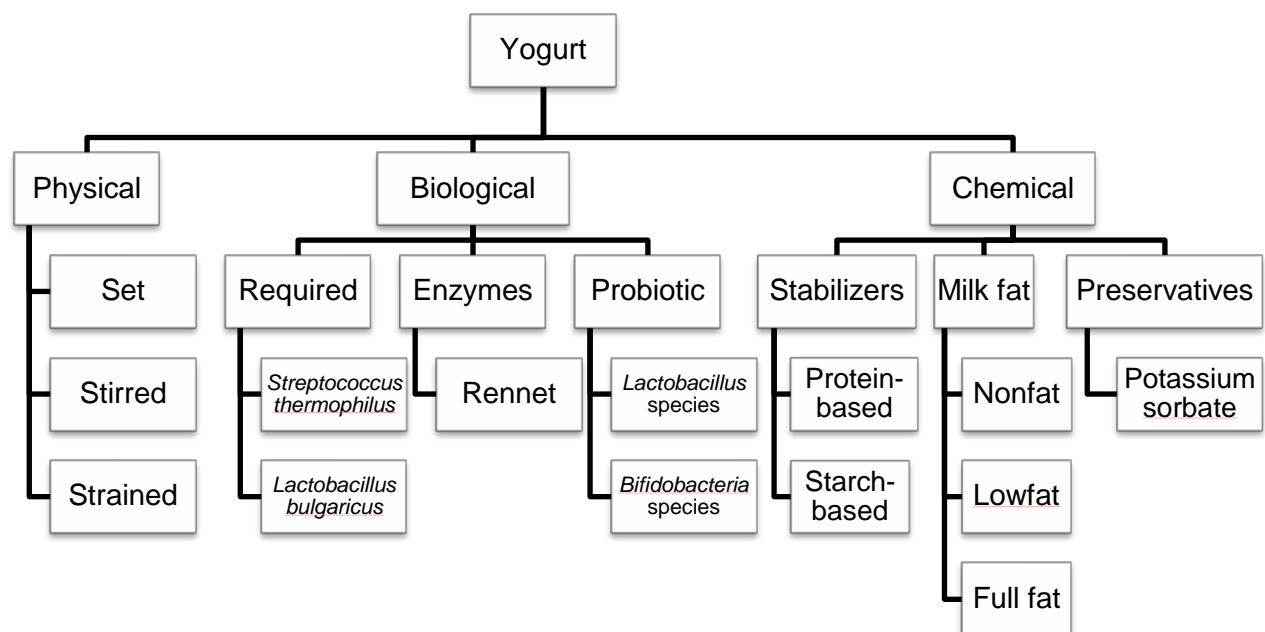 Yogurt
Physical
Biological
Chemical
Set
Required
Enzymes
Probiotic
Stabilizers
Milk fat
Preservatives
Stirred
Streptococcus
thermophilus
Rennet
Lactobacillus
species
Protein-
based
Nonfat
Potassium
sorbate
Strained
Lactobacillus
bulgaricus
Bifidobacteria
species
Starch-
based
Lowfat
Full fat